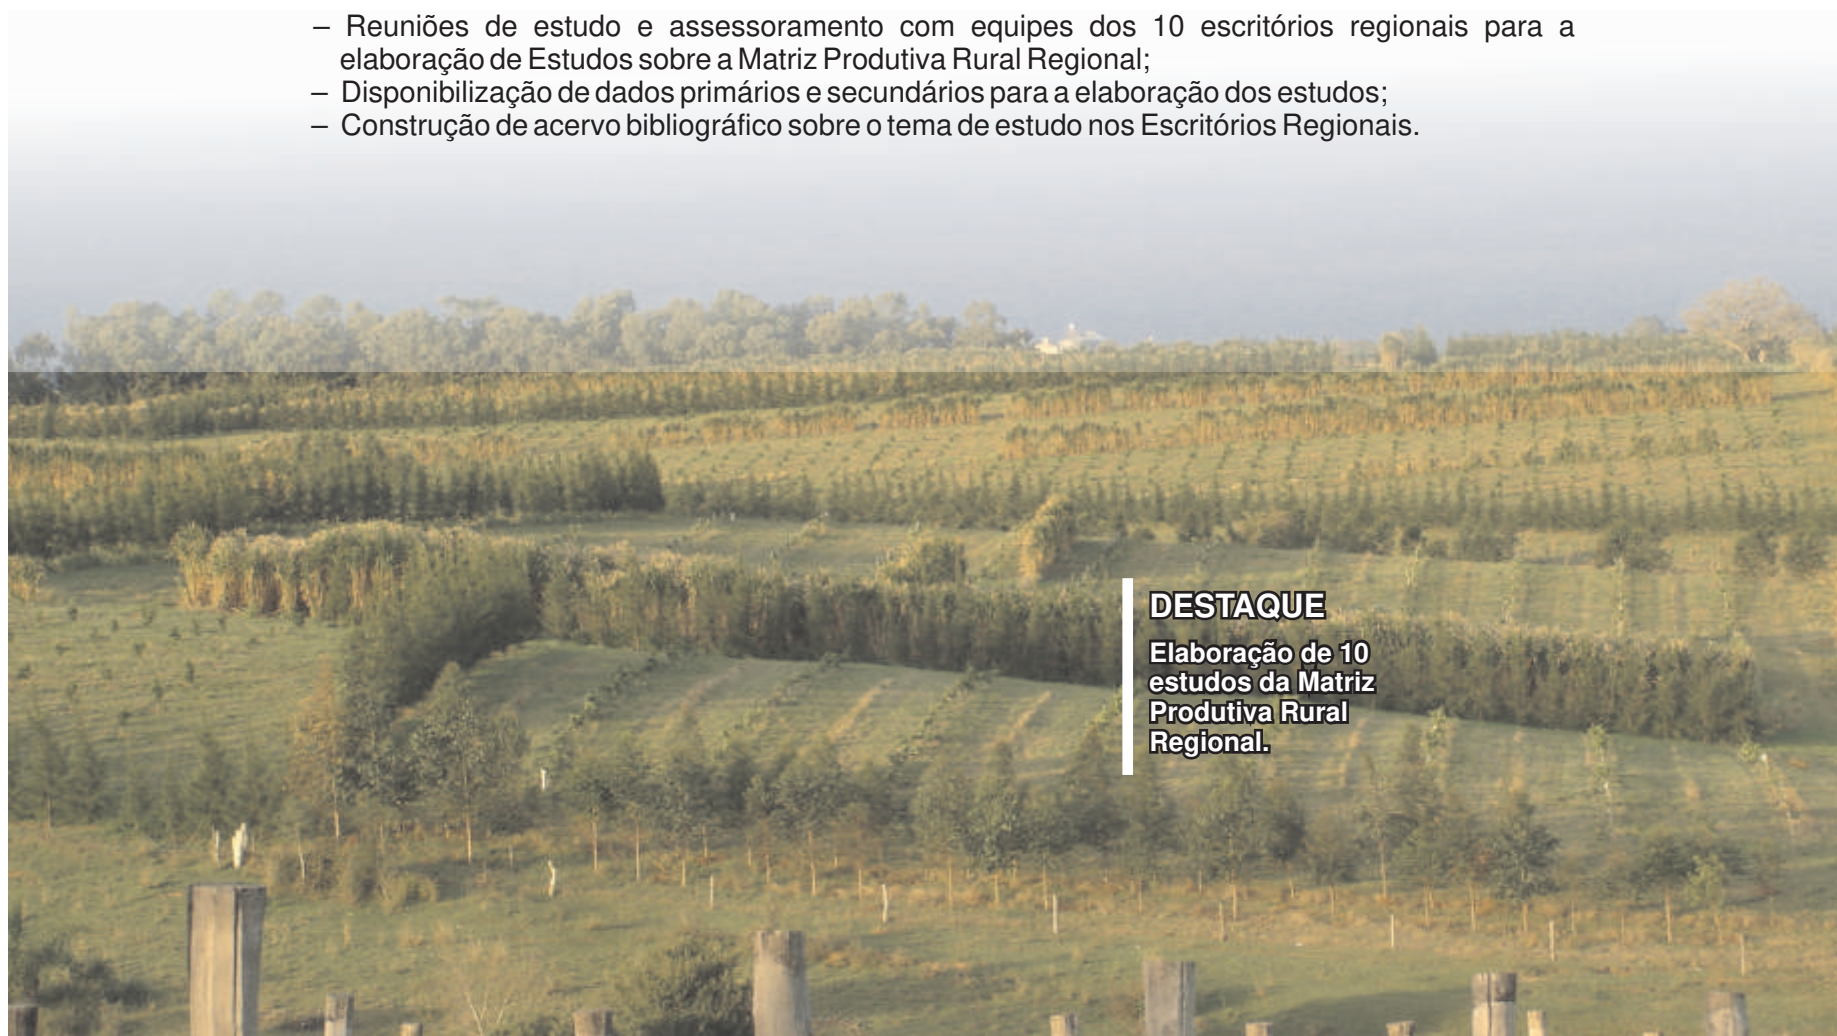 – Reuniões de estudo e assessoramento com equipes dos 10 escritórios regionais para a
elaboração de Estudos sobre a Matriz Produtiva Rural Regional;
– Disponibilização de dados primários e secundários para a elaboração dos estudos;
– Construção de acervo bibliográfico sobre o tema de estudo nos Escritórios Regionais.
DESTAQUE
Elaboração de 10
estudos da Matriz
Produtiva Rural
Regional.